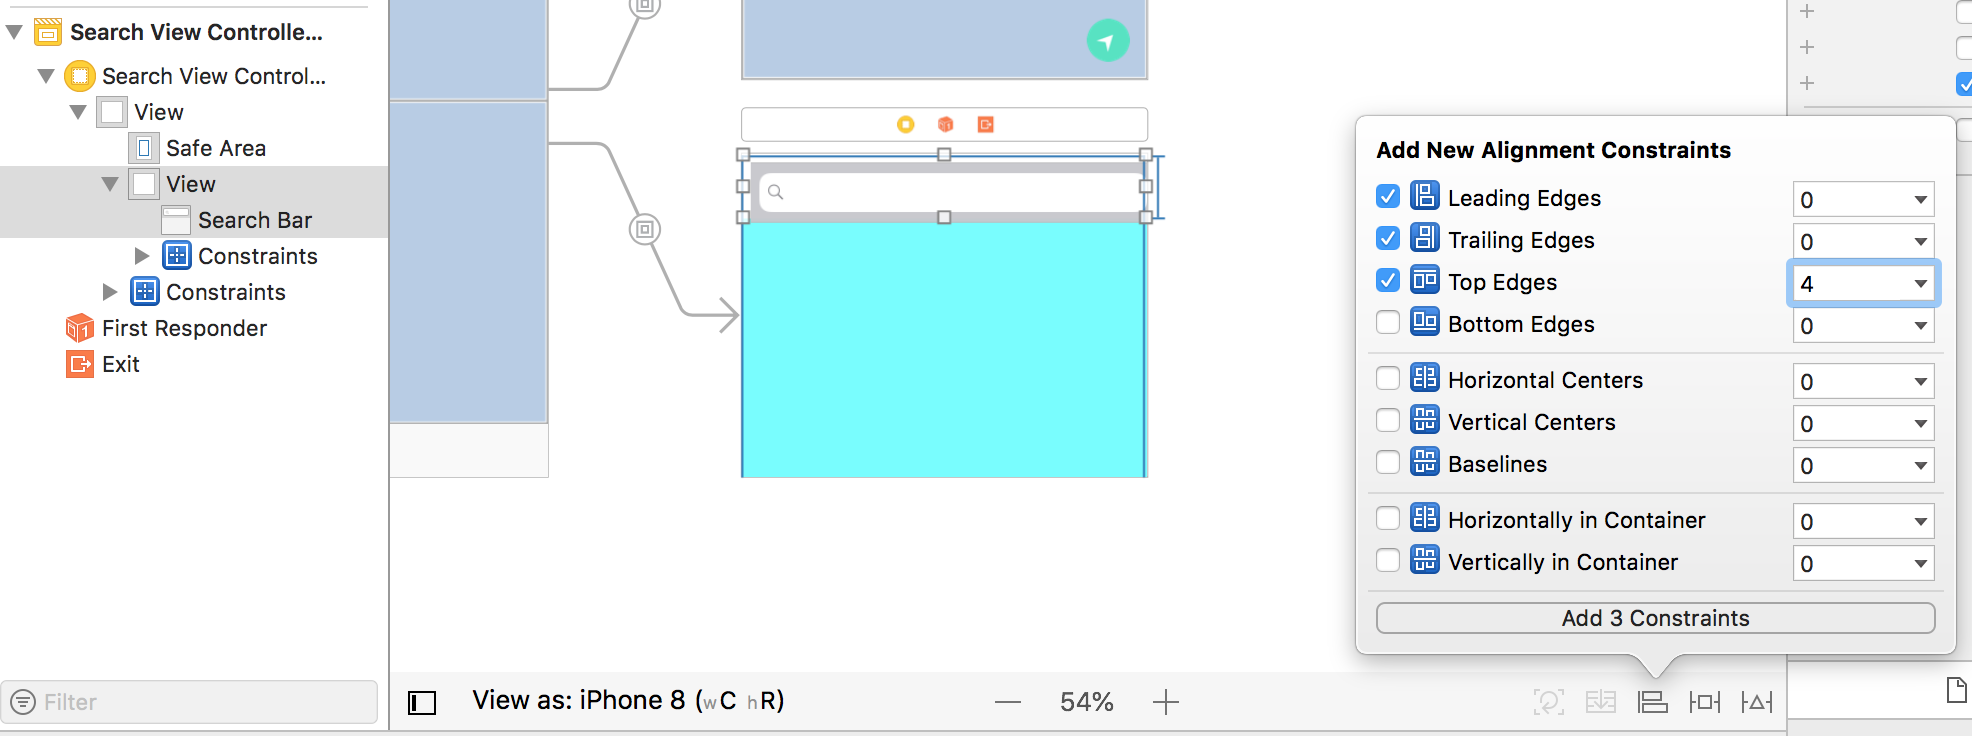 Search View Controlle...
Search View Control...
View
Safe Area
View
Search Bar
Constraints
Constraints
First Responder
Exit
Filter
View as: iPhone 8 (wC hR)
54%
Add New Alignment Constraints
Leading Edges 0
Trailing Edges 0
Top Edges 4
Bottom Edges 0
Horizontal Centers 0
Vertical Centers 0
Baselines 0
Horizontally in Container 0
Vertically in Container 0
Add 3 Constraints